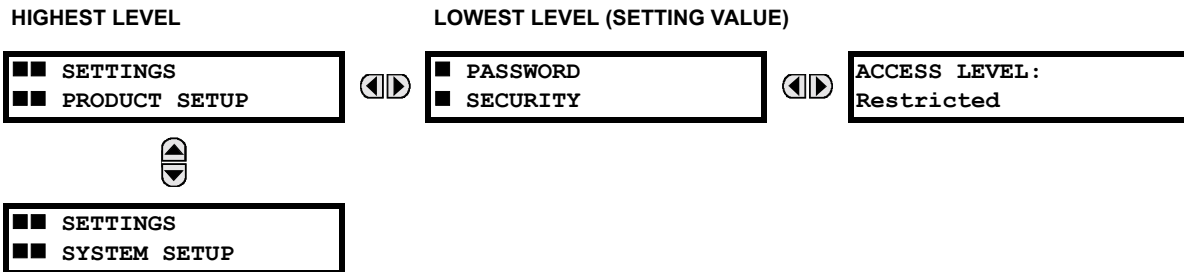 HIGHEST LEVEL
LOWEST LEVEL (SETTING VALUE)
■■ SETTINGS
■■ PRODUCT SETUP
■ PASSWORD
■ SECURITY
ACCESS LEVEL:
Restricted
■■ SETTINGS
■■ SYSTEM SETUP